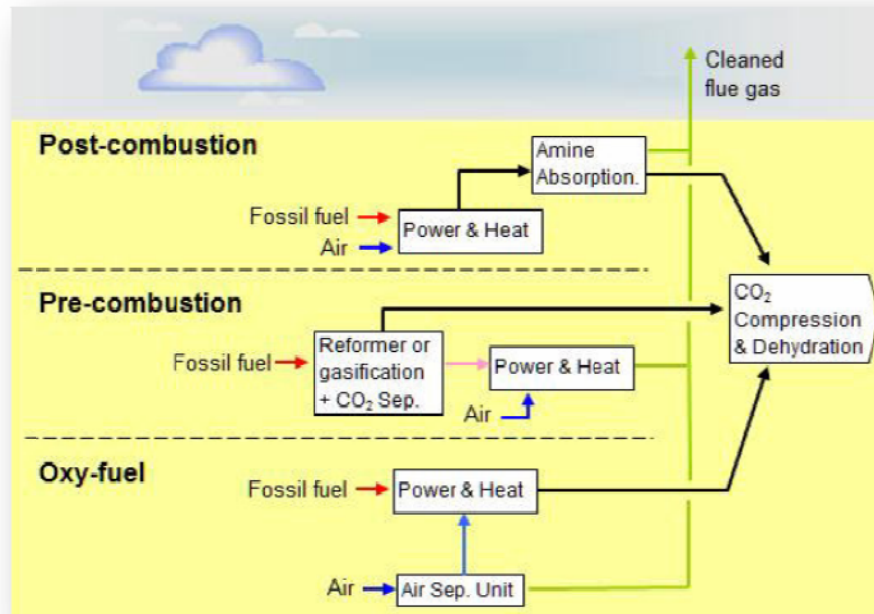 Cleaned
flue gas
Post-combustion
Amine
Absorption.
Fossil fuel
Air
Power & Heat
Pre-combustion
CO₂
Compression
& Dehydration
Fossil fuel
Reformer or
gasification
+ CO₂ Sep.
Power & Heat
Air
Oxy-fuel
Fossil fuel
Power & Heat
Air
Air Sep. Unit